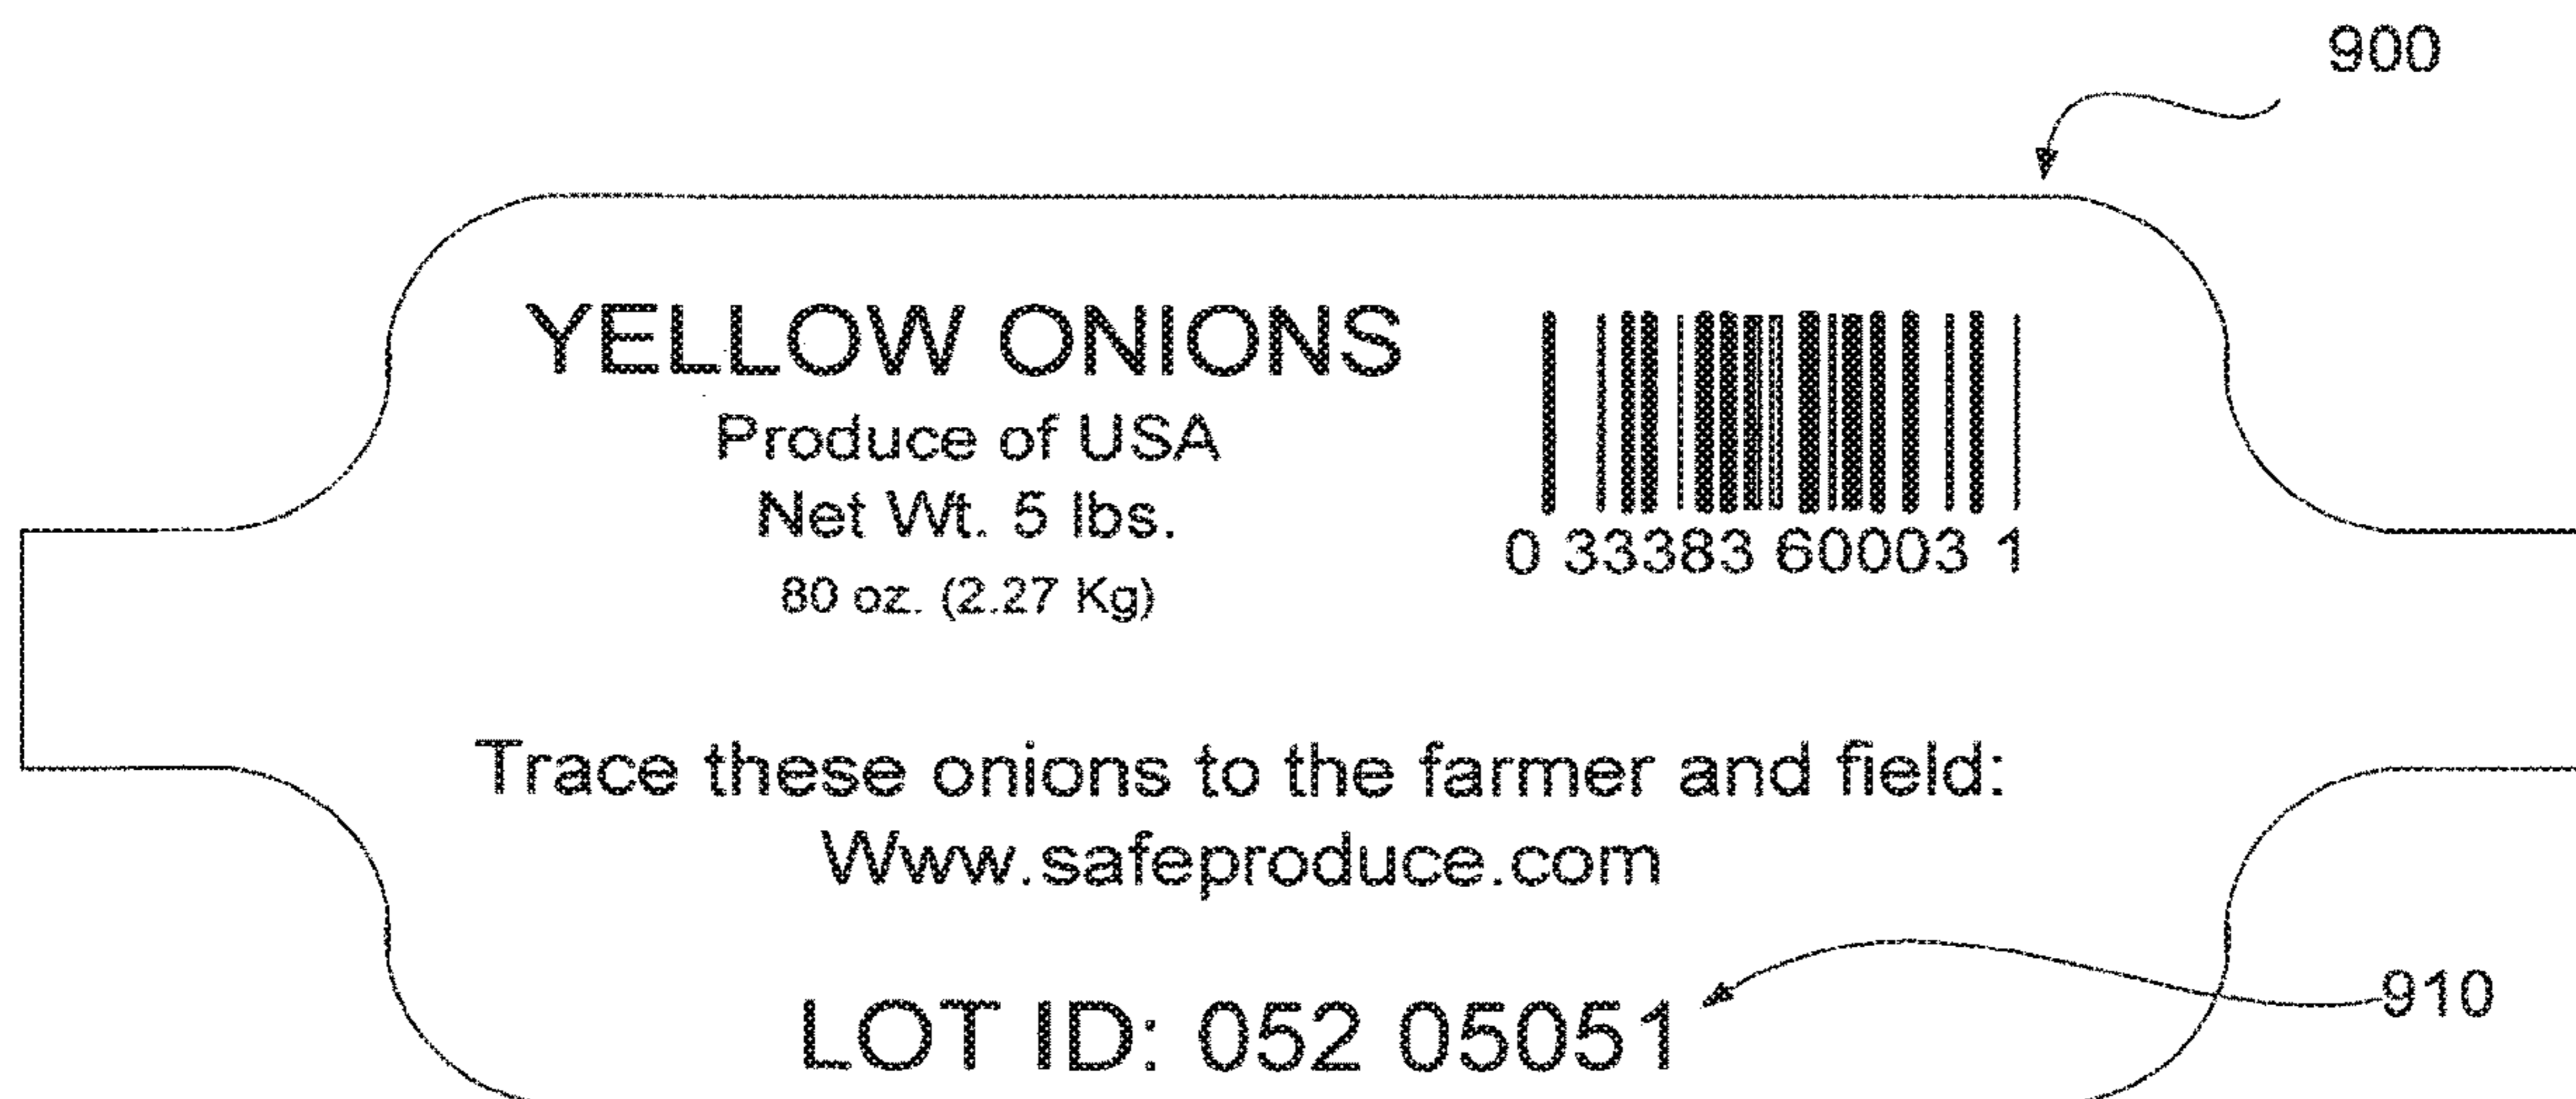 900
YELLOW ONIONS
Produce of USA
Net Wt. 5 lbs.
80 oz. (2.27 Kg)
0 33383 60003 1
Trace these onions to the farmer and field:
Www.safeproduce.com
LOT ID: 052 05051
910